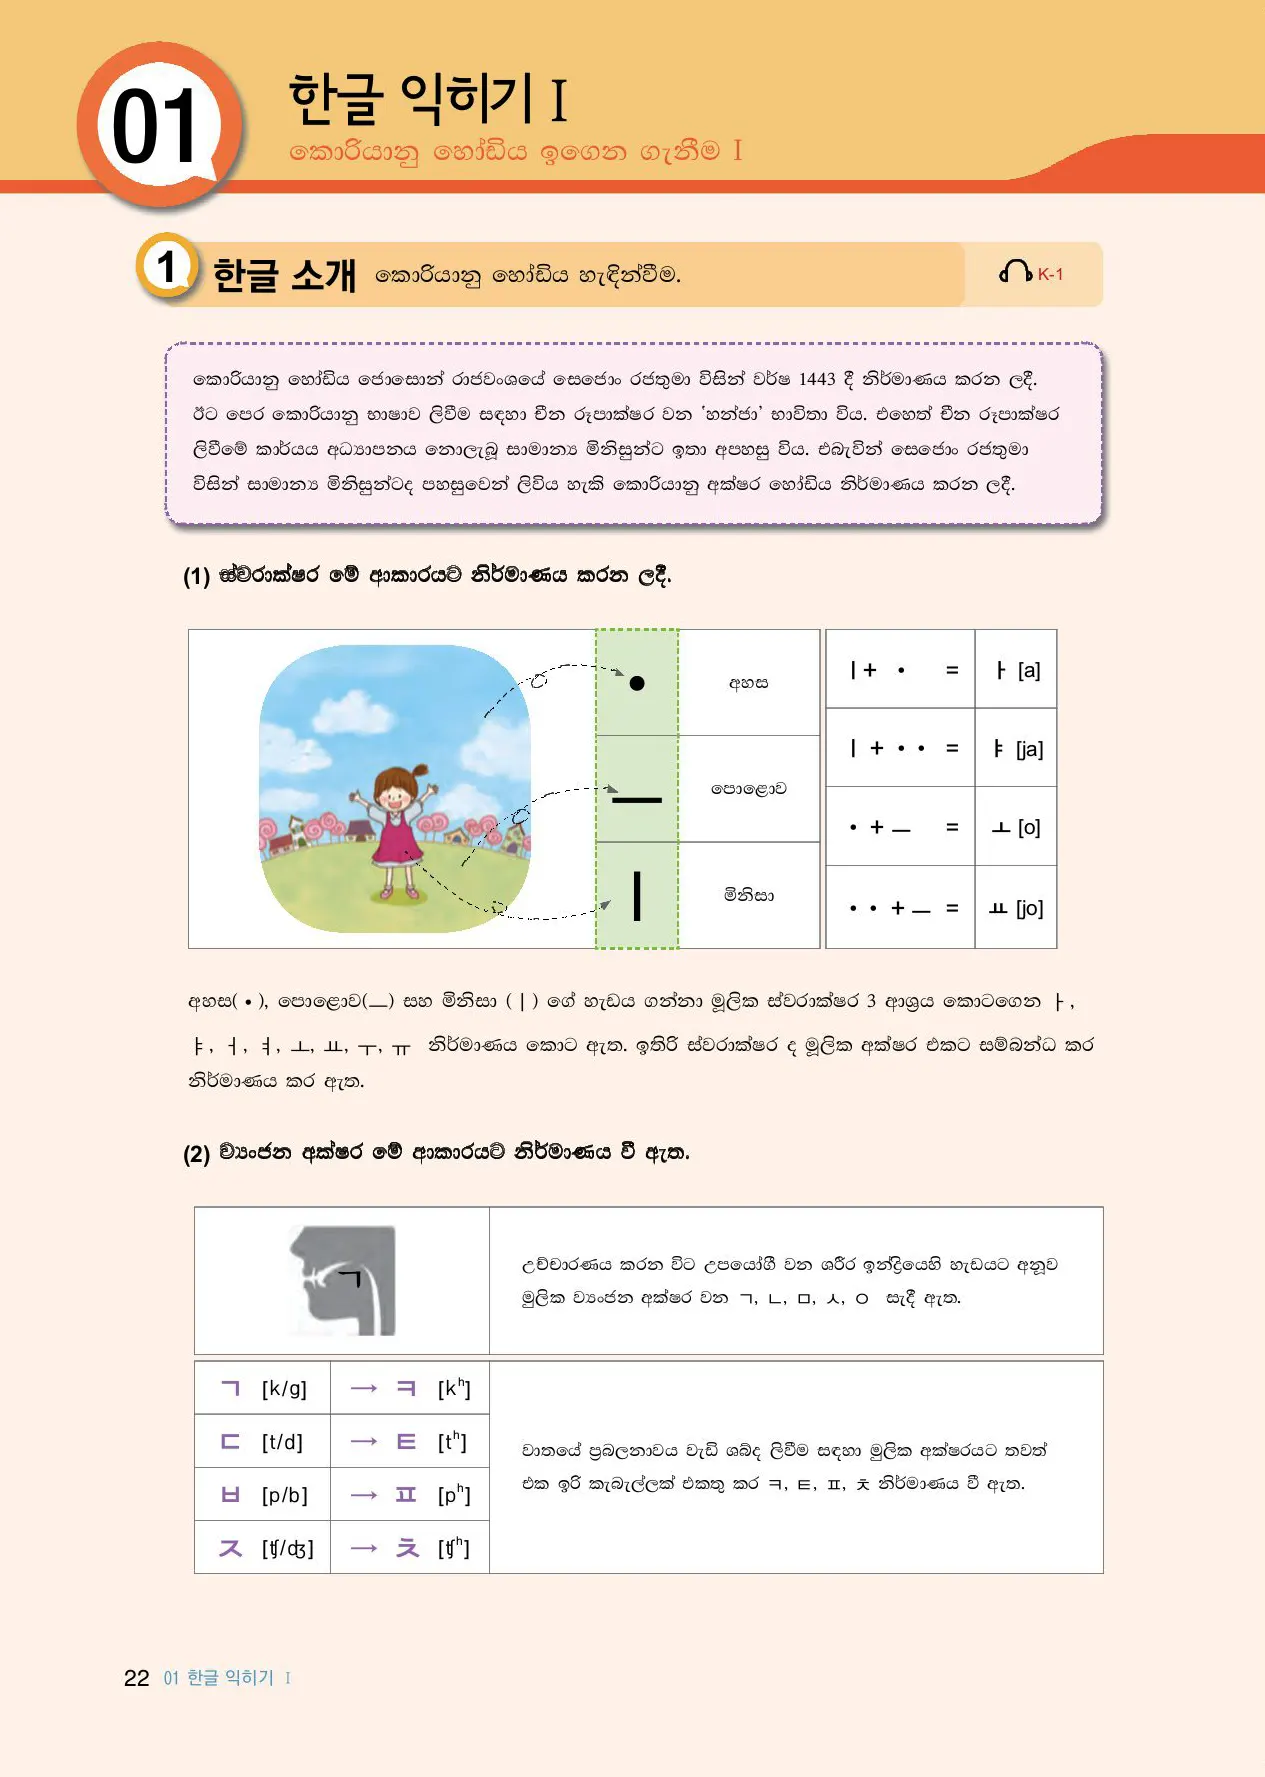 01
한글 익히기 I
කොරියානු හෝඩිය ඉගෙන ගැනීම I
1 한글 소개 කොරියානු හෝඩිය හැඳින්වීම. K-1
කොරියානු හෝඩිය ජොසොන් රාජවංශයේ සෙජොං රජතුමා විසින් වර්ෂ 1443 දී නිර්මාණය කරන ලදී.
ඊට පෙර කොරියානු භාෂාව ලිවීම සඳහා චීන රූපාක්ෂර වන ‘හන්ජා’ භාවිතා විය. එහෙත් චීන රූපාක්ෂර
ලිවීමේ කාර්යය අධ්‍යාපනය නොලැබූ සාමාන්‍ය මිනිසුන්ට ඉතා අපහසු විය. එබැවින් සෙජොං රජතුමා
විසින් සාමාන්‍ය මිනිසුන්ටද පහසුවෙන් ලිවිය හැකි කොරියානු අක්ෂර හෝඩිය නිර්මාණය කරන ලදී.
(1) ස්වරාක්ෂර මේ ආකාරයට නිර්මාණය කරන ලදී.
• අහස
ㅡ පොළොව
ㅣ මිනිසා
ㅣ+ • = ㅏ [a]
ㅣ + • • = ㅑ [ja]
• + ㅡ = ㅗ [o]
• • + ㅡ = ㅛ [jo]
අහස( • ), පොළොව(ㅡ) සහ මිනිසා (ㅣ) ගේ හැඩය ගන්නා මූලික ස්වරාක්ෂර 3 ආශ්‍රය කොටගෙන ㅏ,
ㅑ, ㅓ, ㅕ, ㅗ, ㅛ, ㅜ, ㅠ නිර්මාණය කොට ඇත. ඉතිරි ස්වරාක්ෂර ද මූලික අක්ෂර එකට සම්බන්ධ කර
නිර්මාණය කර ඇත.
(2) ව්‍යංජන අක්ෂර මේ ආකාරයට නිර්මාණය වී ඇත.
ㄱ
උච්චාරණය කරන විට උපයෝගී වන ශරීර ඉන්ද්‍රියෙහි හැඩයට අනුව
මුලික ව්‍යංජන අක්ෂර වන ㄱ, ㄴ, ㅁ, ㅅ, ㅇ සැදී ඇත.
ㄱ [k/g] → ㅋ [kʰ]
ㄷ [t/d] → ㅌ [tʰ]
ㅂ [p/b] → ㅍ [pʰ]
ㅈ [ʧ/ʤ] → ㅊ [ʧʰ]
වාතයේ ප්‍රබලතාවය වැඩි ශබ්ද ලිවීම සඳහා මුලික අක්ෂරයට තවත්
එක ඉරි කැබැල්ලක් එකතු කර ㅋ, ㅌ, ㅍ, ㅊ නිර්මාණය වී ඇත.
22 01 한글 익히기 I